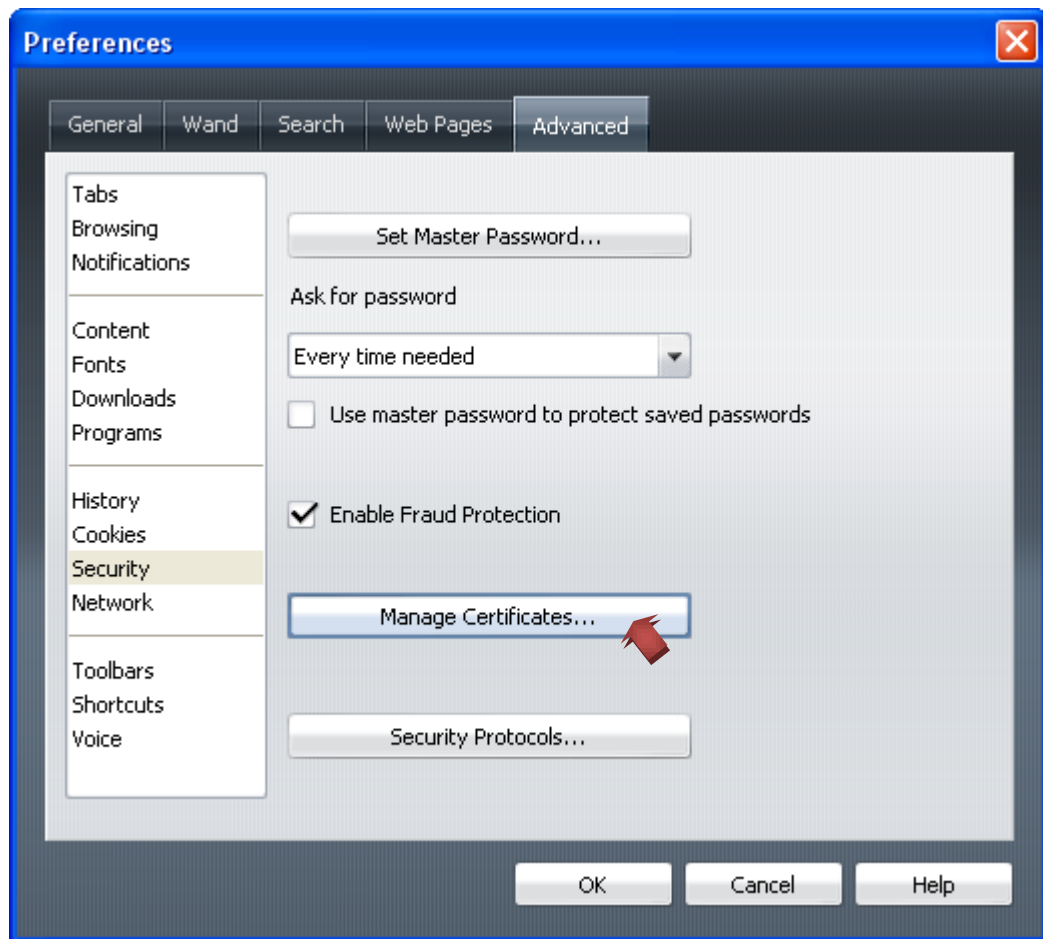 Preferences
General
Wand
Search
Web Pages
Advanced
Tabs
Browsing
Notifications
Content
Fonts
Downloads
Programs
History
Cookies
Security
Network
Toolbars
Shortcuts
Voice
Set Master Password...
Ask for password
Every time needed
Use master password to protect saved passwords
Enable Fraud Protection
Manage Certificates...
Security Protocols...
OK
Cancel
Help